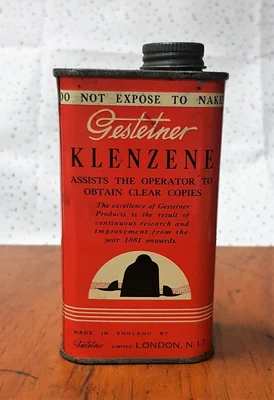 DO NOT EXPOSE TO NAKE
Gestetner
KLENZENE
ASSISTS THE OPERATOR TO
OBTAIN CLEAR COPIES
The excellence of Gestetner
Products is the result of
continuous research and
improvement from the
year 1881 onwards.
MADE IN ENGLAND BY
Gestetner LIMITED LONDON, N.17